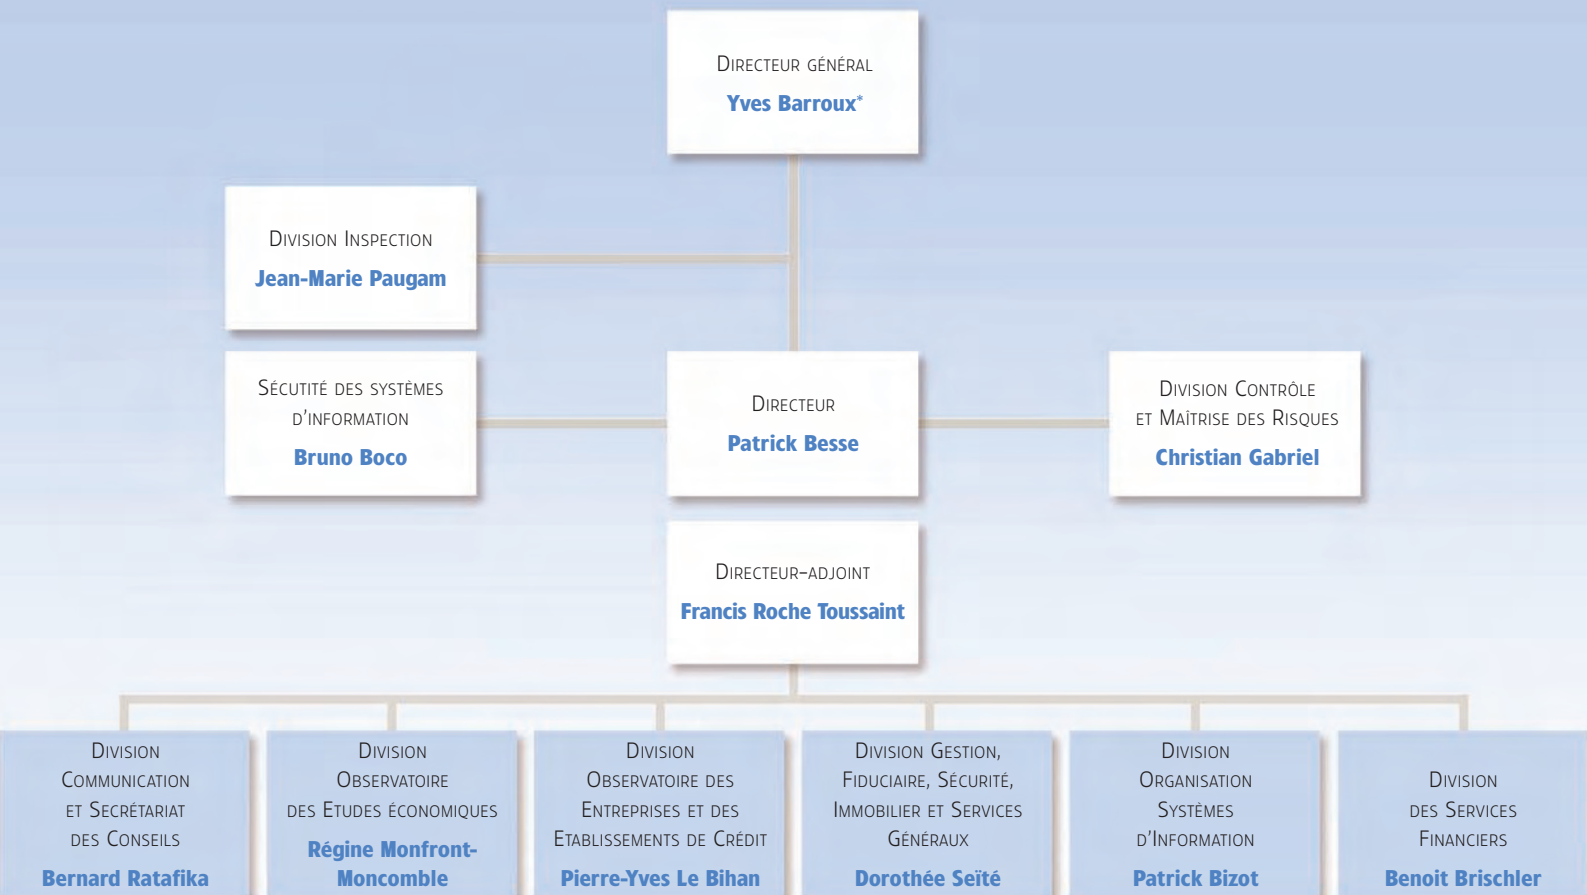 Directeur général
Yves Barroux*
Division Inspection
Jean-Marie Paugam
Sécutité des systèmes
d'information
Bruno Boco
Directeur
Patrick Besse
Division Contrôle
et Maîtrise des Risques
Christian Gabriel
Directeur-adjoint
Francis Roche Toussaint
Division
Communication
et Secrétariat
des Conseils
Bernard Ratafika
Division
Observatoire
des Etudes économiques
Régine Monfront-
Moncomble
Division
Observatoire des
Entreprises et des
Etablissements de Crédit
Pierre-Yves Le Bihan
Division Gestion,
Fiduciaire, Sécurité,
Immobilier et Services
Généraux
Dorothée Seïté
Division
Organisation
Systèmes
d'Information
Patrick Bizot
Division
des Services
Financiers
Benoit Brischler